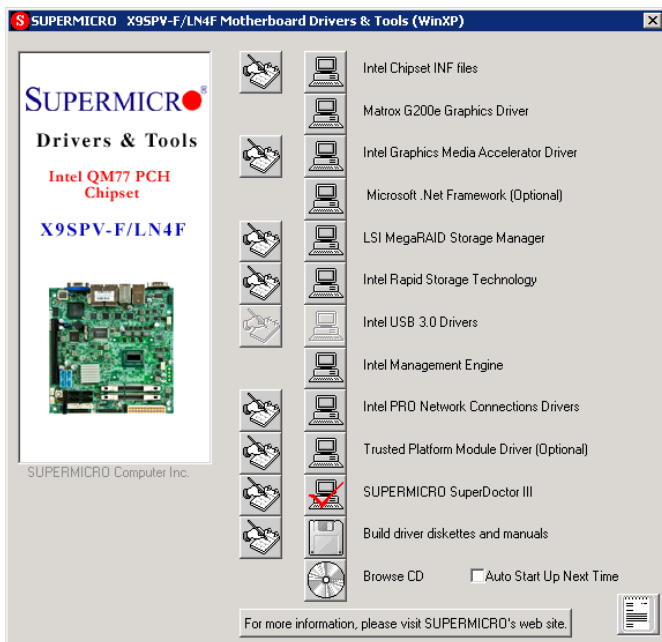 SUPERMICRO X9SPV-F/LN4F Motherboard Drivers & Tools (WinXP)
SUPERMICRO®
Drivers & Tools
Intel QM77 PCH
Chipset
X9SPV-F/LN4F
SUPERMICRO Computer Inc.
Intel Chipset INF files
Matrox G200e Graphics Driver
Intel Graphics Media Accelerator Driver
Microsoft .Net Framework (Optional)
LSI MegaRAID Storage Manager
Intel Rapid Storage Technology
Intel USB 3.0 Drivers
Intel Management Engine
Intel PRO Network Connections Drivers
Trusted Platform Module Driver (Optional)
SUPERMICRO SuperDoctor III
Build driver diskettes and manuals
Browse CD
Auto Start Up Next Time
For more information, please visit SUPERMICRO's web site.